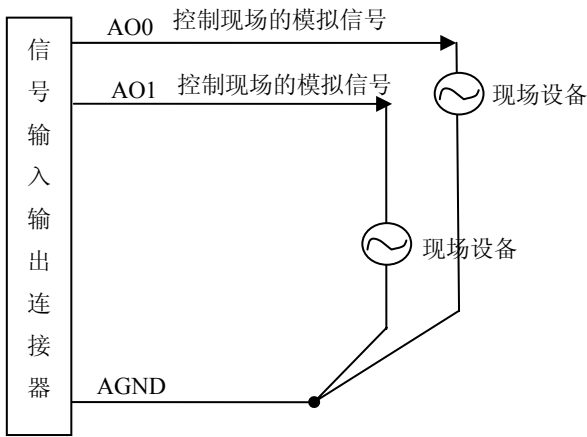 信号输入输出连接器
AO0 控制现场的模拟信号
AO1 控制现场的模拟信号
现场设备
现场设备
AGND